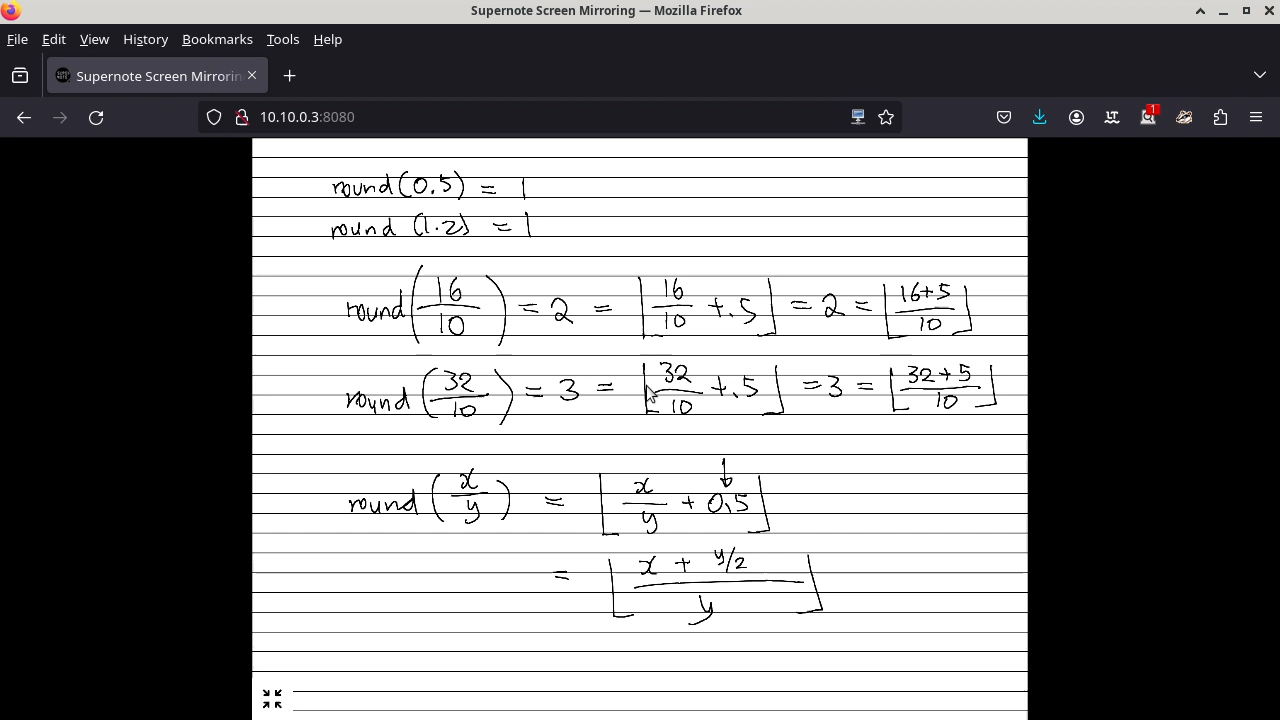 Supernote Screen Mirroring — Mozilla Firefox
File Edit View History Bookmarks Tools Help
Supernote Screen Mirrorin
10.10.0.3:8080
1
round(0.5) = 1
round (1.2) = 1
round(16/10) = 2 = ⌊16/10 + .5⌋ = 2 = ⌊(16+5)/10⌋
round(32/10) = 3 = ⌊32/10 + .5⌋ = 3 = ⌊(32+5)/10⌋
round(x/y) = ⌊x/y + 0.5⌋
= ⌊(x + y/2)/y⌋